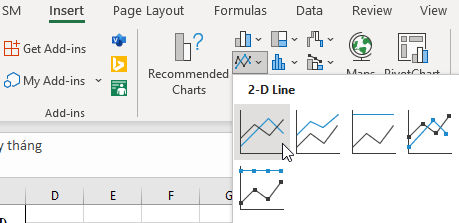 SM Insert Page Layout Formulas Data Review
Get Add-ins
My Add-ins
Recommended
Charts
Maps PivotChart
Add-ins
2-D Line
y tháng
D E F G